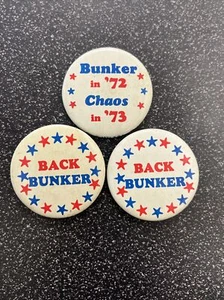 Bunker
in '72
Chaos
in '73
BACK
BUNKER
BACK
BUNKER